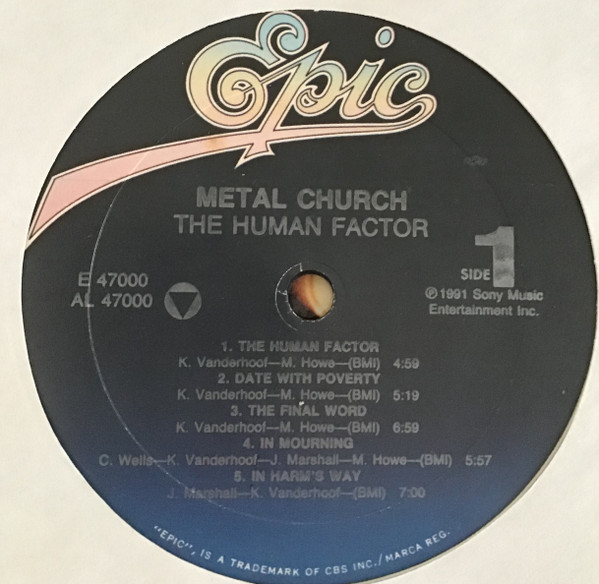 Epic
METAL CHURCH
THE HUMAN FACTOR
E 47000
AL 47000
SIDE 1
℗1991 Sony Music
Entertainment Inc.
1. THE HUMAN FACTOR
K. Vanderhoof—M. Howe—(BMI) 4:59
2. DATE WITH POVERTY
K. Vanderhoof—M. Howe—(BMI) 5:19
3. THE FINAL WORD
K. Vanderhoof—M. Howe—(BMI) 6:59
4. IN MOURNING
C. Wells—K. Vanderhoof—J. Marshall—M. Howe—(BMI) 5:57
5. IN HARM'S WAY
J. Marshall—K. Vanderhoof—(BMI) 7:00
"EPIC", IS A TRADEMARK OF CBS INC./MARCA REG.